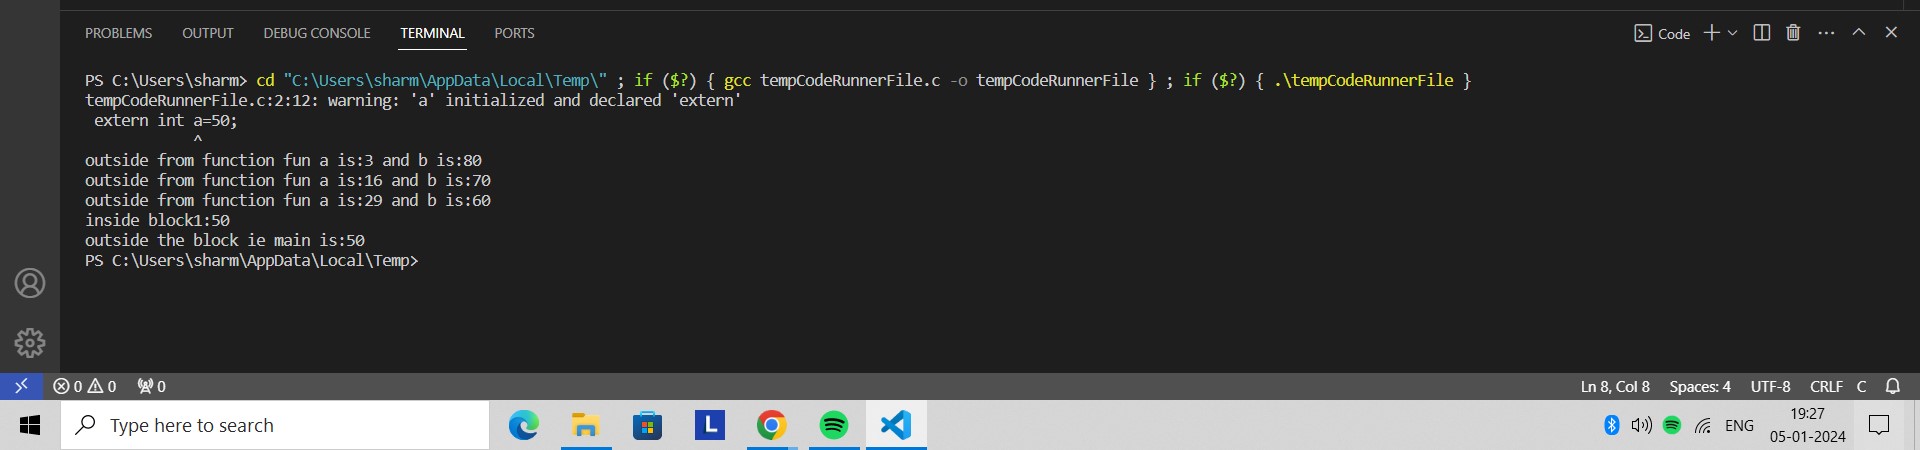 PROBLEMS OUTPUT DEBUG CONSOLE TERMINAL PORTS Code
PS C:\Users\sharm> cd "C:\Users\sharm\AppData\Local\Temp\" ; if ($?) { gcc tempCodeRunnerFile.c -o tempCodeRunnerFile } ; if ($?) { .\tempCodeRunnerFile }
tempCodeRunnerFile.c:2:12: warning: 'a' initialized and declared 'extern'
 extern int a=50;
            ^
outside from function fun a is:3 and b is:80
outside from function fun a is:16 and b is:70
outside from function fun a is:29 and b is:60
inside block1:50
outside the block ie main is:50
PS C:\Users\sharm\AppData\Local\Temp>
0 0 0 Ln 8, Col 8 Spaces: 4 UTF-8 CRLF C
Type here to search L ENG 19:27
05-01-2024